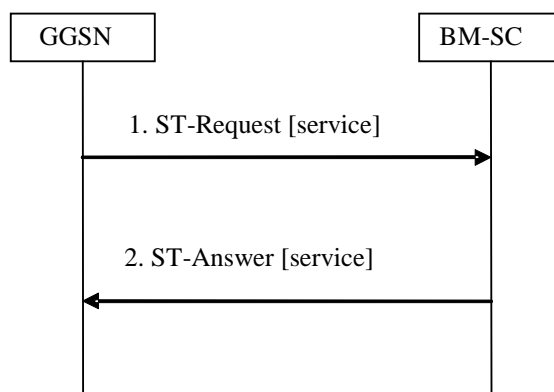 GGSN
BM-SC
1. ST-Request [service]
2. ST-Answer [service]